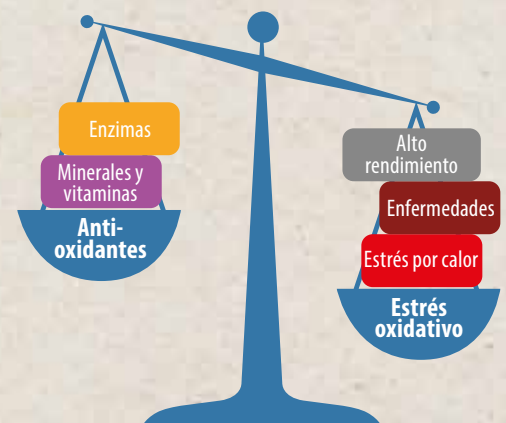 Enzimas
Minerales y
vitaminas
Anti-
oxidantes
Alto
rendimiento
Enfermedades
Estrés por calor
Estrés
oxidativo